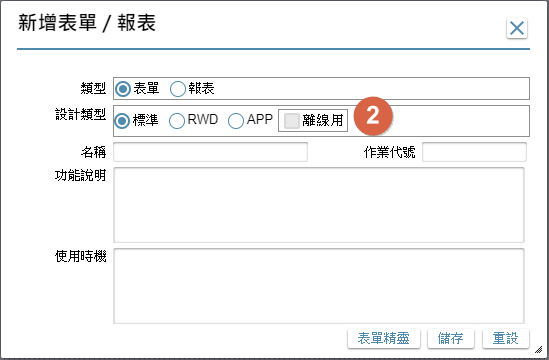 新增表單 / 報表
類型 表單 報表
設計類型 標準 RWD APP 離線用 2
名稱 作業代號
功能說明
使用時機
表單精靈 儲存 重設